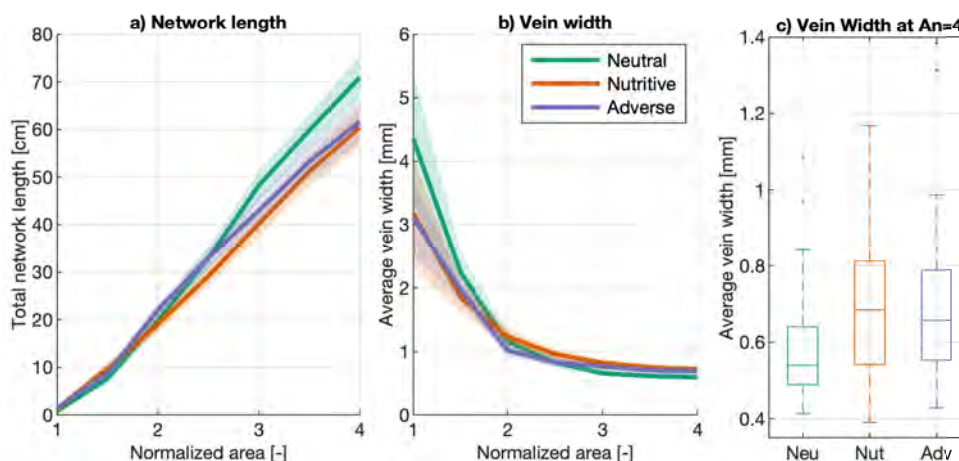 a) Network length
80
70
60
50
40
30
20
10
0
Total network length [cm]
1 2 3 4
Normalized area [-]
b) Vein width
6
5
4
3
2
1
0
Average vein width [mm]
Neutral
Nutritive
Adverse
1 2 3 4
Normalized area [-]
c) Vein Width at An=4
1.4
1.2
1
0.8
0.6
0.4
Average vein width [mm]
Neu Nut Adv